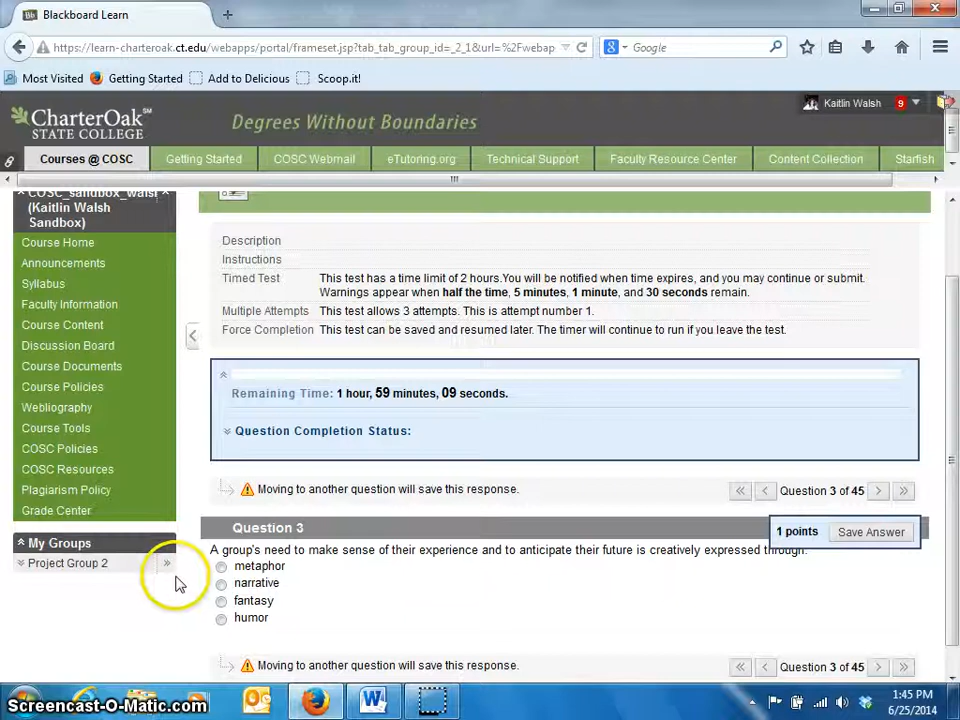 Blackboard Learn
https://learn-charteroak.ct.edu/webapps/portal/frameset.jsp?tab_tab_group_id=_2_1&url=%2Fwebap
Google
Most Visited
Getting Started
Add to Delicious
Scoop.it!
CharterOak
STATE COLLEGE
SM
Degrees Without Boundaries
Kaitlin Walsh
9
Courses @ COSC
Getting Started
COSC Webmail
eTutoring.org
Technical Support
Faculty Resource Center
Content Collection
Starfish
COSC_sandbox_walsh
(Kaitlin Walsh
Sandbox)
Course Home
Announcements
Syllabus
Faculty Information
Course Content
Discussion Board
Course Documents
Course Policies
Webliography
Course Tools
COSC Policies
COSC Resources
Plagiarism Policy
Grade Center
My Groups
Project Group 2
Description
Instructions
Timed Test This test has a time limit of 2 hours.You will be notified when time expires, and you may continue or submit.
Warnings appear when half the time, 5 minutes, 1 minute, and 30 seconds remain.
Multiple Attempts This test allows 3 attempts. This is attempt number 1.
Force Completion This test can be saved and resumed later. The timer will continue to run if you leave the test.
Remaining Time: 1 hour, 59 minutes, 09 seconds.
Question Completion Status:
Moving to another question will save this response.
Question 3 of 45
Question 3
1 points
Save Answer
A group's need to make sense of their experience and to anticipate their future is creatively expressed through:
metaphor
narrative
fantasy
humor
Moving to another question will save this response.
Question 3 of 45
Screencast-O-Matic.com
1:45 PM
6/25/2014